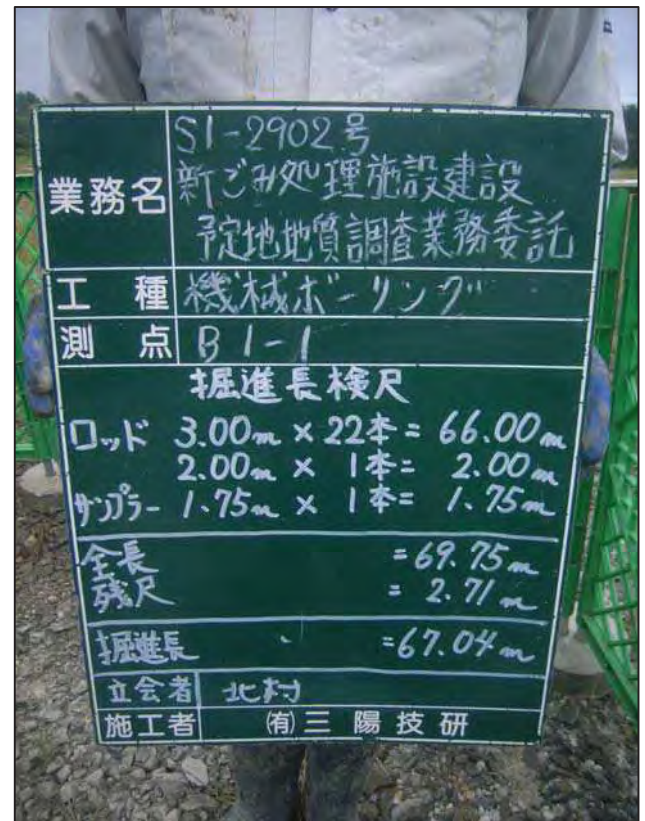 業務名
S1-2902号
新ごみ処理施設建設
予定地地質調査業務委託
工種 機械ボーリング
測点 B1-1
掘進長検尺
ロッド 3.00m × 22本= 66.00m
2.00m × 1本= 2.00m
サンプラー 1.75m × 1本= 1.75m
全長 =69.75m
残尺 = 2.71m
掘進長 =67.04m
立会者 北村
施工者 (有)三陽技研